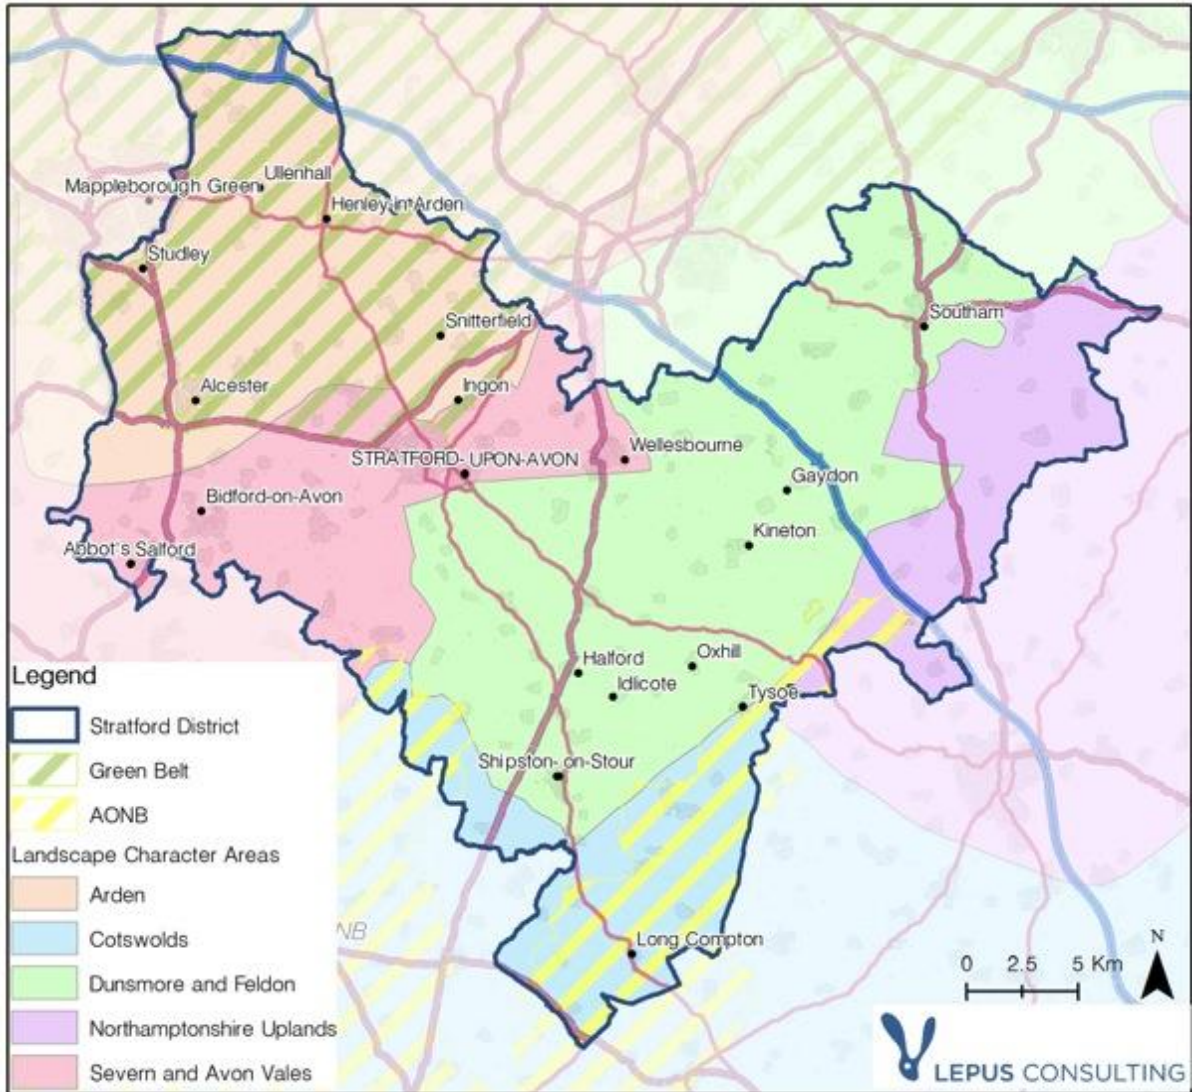 Ullenhall
Mappleborough Green
Henley-in-Arden
Studley
Southam
Snitterfield
Alcester
Ingon
Wellesbourne
STRATFORD-UPON-AVON
Gaydon
Bidford-on-Avon
Kineton
Abbot's Salford
Halford
Oxhill
Idlicote
Tysoe
Shipston-on-Stour
Long Compton
NB
Legend
Stratford District
Green Belt
AONB
Landscape Character Areas
Arden
Cotswolds
Dunsmore and Feldon
Northamptonshire Uplands
Severn and Avon Vales
N
0 2.5 5 Km
LEPUS CONSULTING